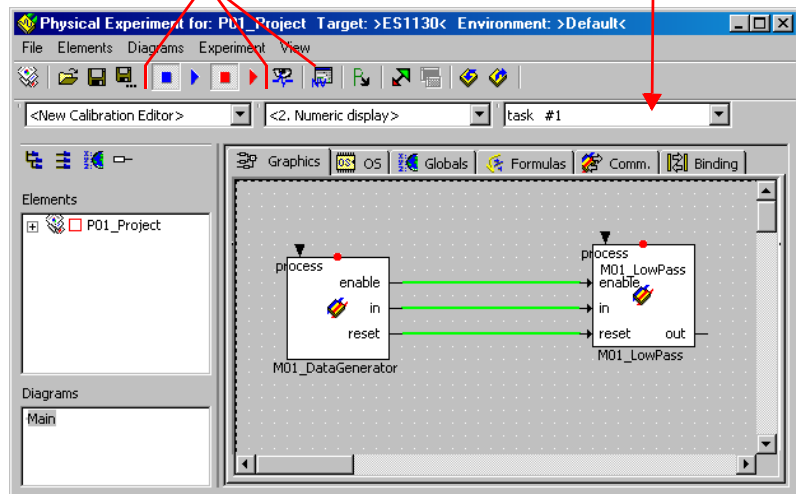 Physical Experiment for: P01_Project Target: >ES1130< Environment: >Default<
File Elements Diagrams Experiment View
<New Calibration Editor> <2. Numeric display> task #1
Graphics OS Globals Formulas Comm. Binding
Elements
P01_Project
process
enable
in
reset
M01_DataGenerator
process
M01_LowPass
enable
in
reset out
M01_LowPass
Diagrams
Main